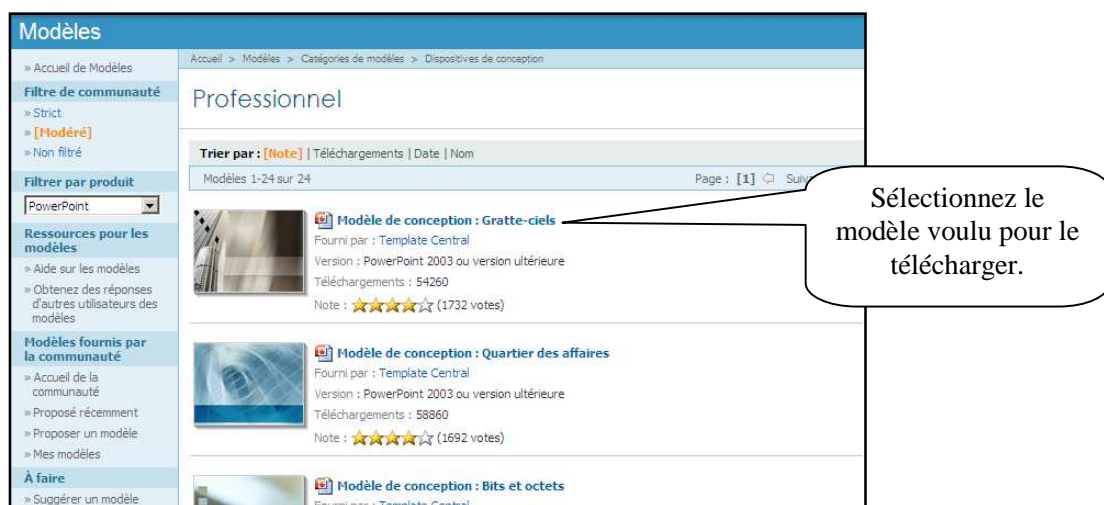 Modèles
» Accueil de Modèles
Filtre de communauté
» Strict
» [Modéré]
» Non filtré
Filtrer par produit
PowerPoint
Ressources pour les
modèles
» Aide sur les modèles
» Obtenez des réponses
d'autres utilisateurs des
modèles
Modèles fournis par
la communauté
» Accueil de la
communauté
» Proposé récemment
» Proposer un modèle
» Mes modèles
À faire
» Suggérer un modèle
Accueil > Modèles > Catégories de modèles > Dispositives de conception
Professionnel
Trier par : [Note] | Téléchargements | Date | Nom
Modèles 1-24 sur 24 Page : [1]
Modèle de conception : Gratte-ciels
Fourni par : Template Central
Version : PowerPoint 2003 ou version ultérieure
Téléchargements : 54260
Note : (1732 votes)
Modèle de conception : Quartier des affaires
Fourni par : Template Central
Version : PowerPoint 2003 ou version ultérieure
Téléchargements : 58860
Note : (1692 votes)
Modèle de conception : Bits et octets
Fourni par : Template Central
Sélectionnez le
modèle voulu pour le
télécharger.